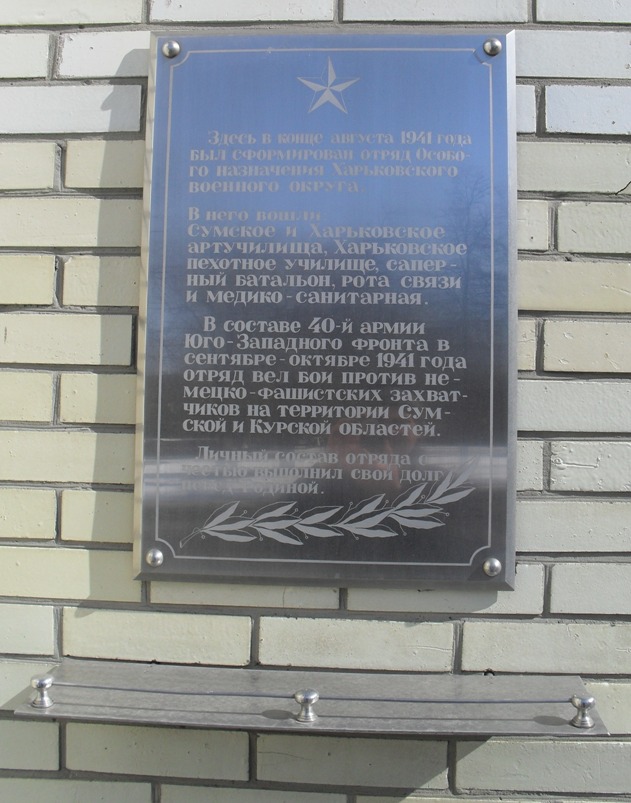 Здесь в конце августа 1941 года
был сформирован отряд Особо-
го назначения Харьковского
военного округа.
В него вошли
Сумское и Харьковское
артучилища, Харьковское
пехотное училище, сапер-
ный батальон, рота связи
и медико-санитарная.
В составе 40-й армии
Юго-Западного фронта в
сентябре-октябре 1941 года
отряд вел бои против не-
мецко-фашистских захват-
чиков на территории Сум-
ской и Курской областей.
Личный состав отряда с
честью выполнил свой долг
перед Родиной.